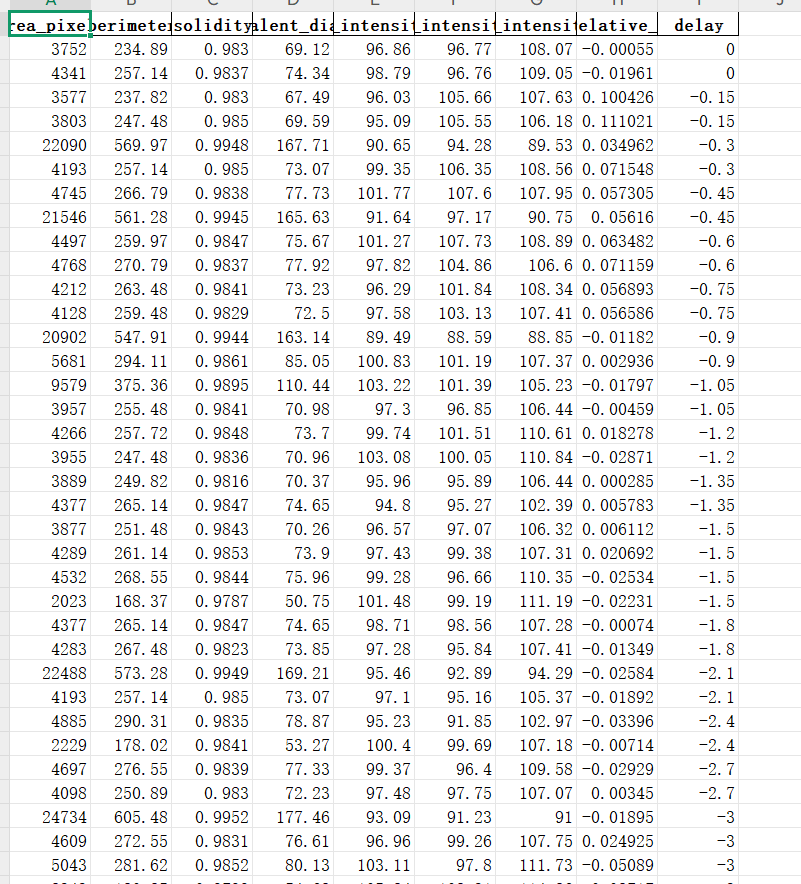 rea_pixe perimete solidity alent_dia _intensit _intensit _intensit elative_ delay
3752 234.89 0.983 69.12 96.86 96.77 108.07 -0.00055 0
4341 257.14 0.9837 74.34 98.79 96.76 109.05 -0.01961 0
3577 237.82 0.983 67.49 96.03 105.66 107.63 0.100426 -0.15
3803 247.48 0.985 69.59 95.09 105.55 106.18 0.111021 -0.15
22090 569.97 0.9948 167.71 90.65 94.28 89.53 0.034962 -0.3
4193 257.14 0.985 73.07 99.35 106.35 108.56 0.071548 -0.3
4745 266.79 0.9838 77.73 101.77 107.6 107.95 0.057305 -0.45
21546 561.28 0.9945 165.63 91.64 97.17 90.75 0.05616 -0.45
4497 259.97 0.9847 75.67 101.27 107.73 108.89 0.063482 -0.6
4768 270.79 0.9837 77.92 97.82 104.86 106.6 0.071159 -0.6
4212 263.48 0.9841 73.23 96.29 101.84 108.34 0.056893 -0.75
4128 259.48 0.9829 72.5 97.58 103.13 107.41 0.056586 -0.75
20902 547.91 0.9944 163.14 89.49 88.59 88.85 -0.01182 -0.9
5681 294.11 0.9861 85.05 100.83 101.19 107.37 0.002936 -0.9
9579 375.36 0.9895 110.44 103.22 101.39 105.23 -0.01797 -1.05
3957 255.48 0.9841 70.98 97.3 96.85 106.44 -0.00459 -1.05
4266 257.72 0.9848 73.7 99.74 101.51 110.61 0.018278 -1.2
3955 247.48 0.9836 70.96 103.08 100.05 110.84 -0.02871 -1.2
3889 249.82 0.9816 70.37 95.96 95.89 106.44 0.000285 -1.35
4377 265.14 0.9847 74.65 94.8 95.27 102.39 0.005783 -1.35
3877 251.48 0.9843 70.26 96.57 97.07 106.32 0.006112 -1.5
4289 261.14 0.9853 73.9 97.43 99.38 107.31 0.020692 -1.5
4532 268.55 0.9844 75.96 99.28 96.66 110.35 -0.02534 -1.5
2023 168.37 0.9787 50.75 101.48 99.19 111.19 -0.02231 -1.5
4377 265.14 0.9847 74.65 98.71 98.56 107.28 -0.00074 -1.8
4283 267.48 0.9823 73.85 97.28 95.84 107.41 -0.01349 -1.8
22488 573.28 0.9949 169.21 95.46 92.89 94.29 -0.02584 -2.1
4193 257.14 0.985 73.07 97.1 95.16 105.37 -0.01892 -2.1
4885 290.31 0.9835 78.87 95.23 91.85 102.97 -0.03396 -2.4
2229 178.02 0.9841 53.27 100.4 99.69 107.18 -0.00714 -2.4
4697 276.55 0.9839 77.33 99.37 96.4 109.58 -0.02929 -2.7
4098 250.89 0.983 72.23 97.48 97.75 107.07 0.00345 -2.7
24734 605.48 0.9952 177.46 93.09 91.23 91 -0.01895 -3
4609 272.55 0.9831 76.61 96.96 99.26 107.75 0.024925 -3
5043 281.62 0.9852 80.13 103.11 97.8 111.73 -0.05089 -3